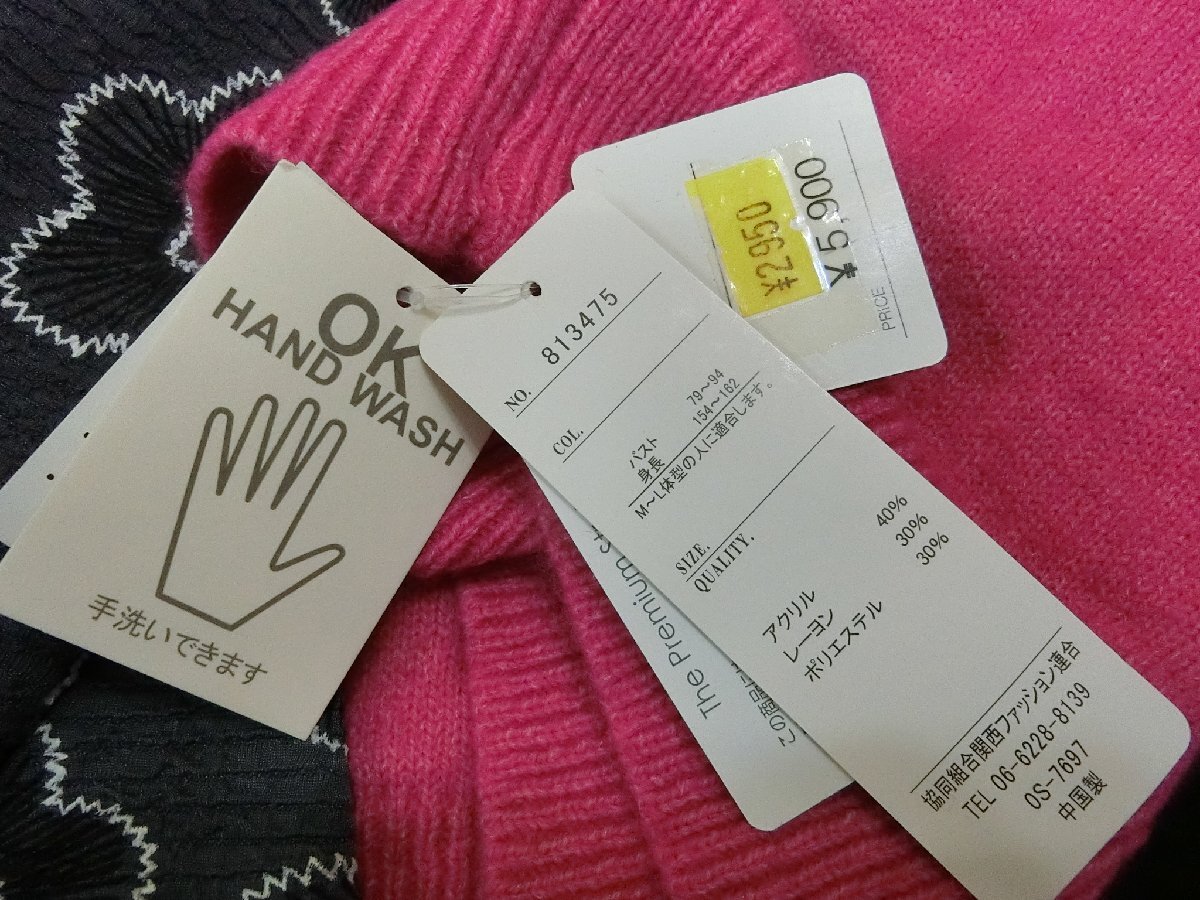 OK
HAND WASH
手洗いできます
NO. 813475
COL.
バスト 79～94
身長 154～162
M～L体型の人に適合します。
SIZE.
QUALITY.
アクリル 40%
レーヨン 30%
ポリエステル 30%
協同組合関西ファッション連合
TEL 06-6228-8139
OS-7697
中国製
PRiCE
¥5,900
¥2950
The Premium
この商品